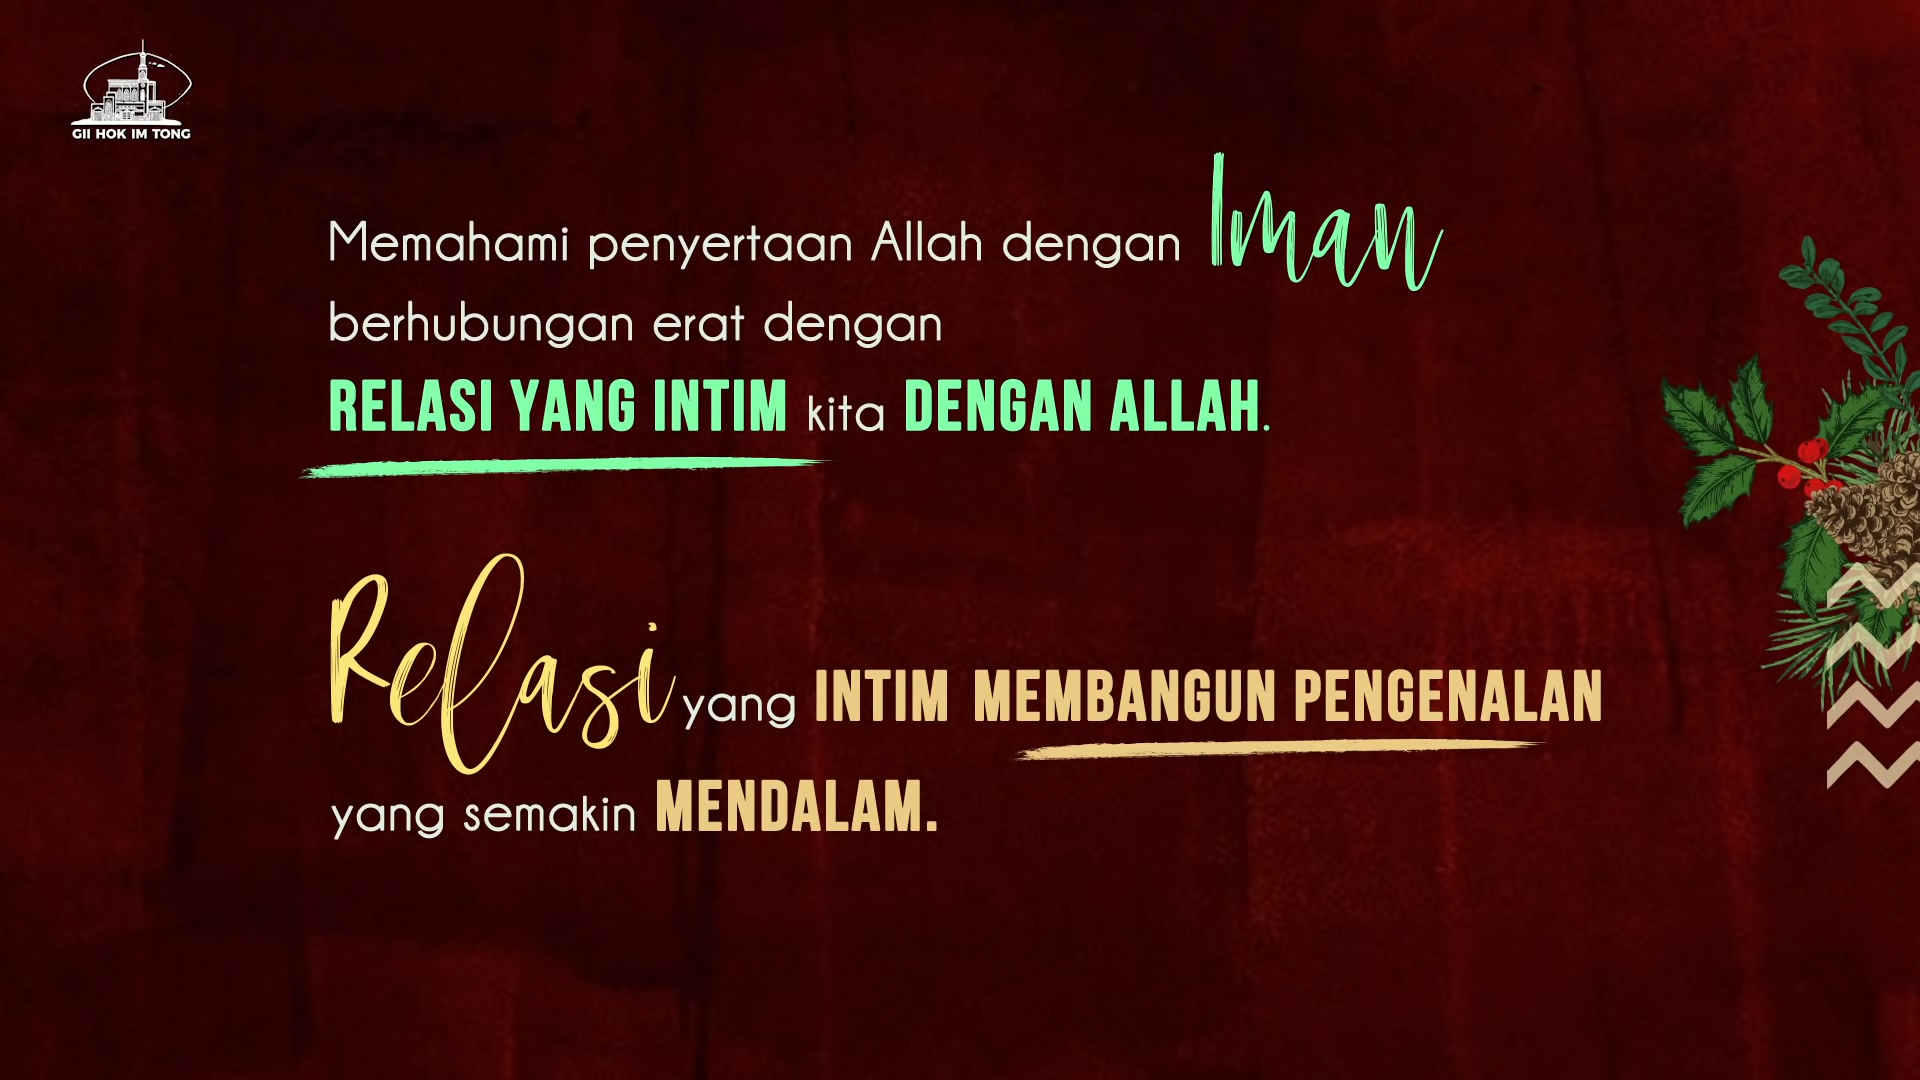 GII HOK IM TONG
Memahami penyertaan Allah dengan Iman
berhubungan erat dengan
RELASI YANG INTIM kita DENGAN ALLAH.
Relasi yang INTIM MEMBANGUN PENGENALAN
yang semakin MENDALAM.